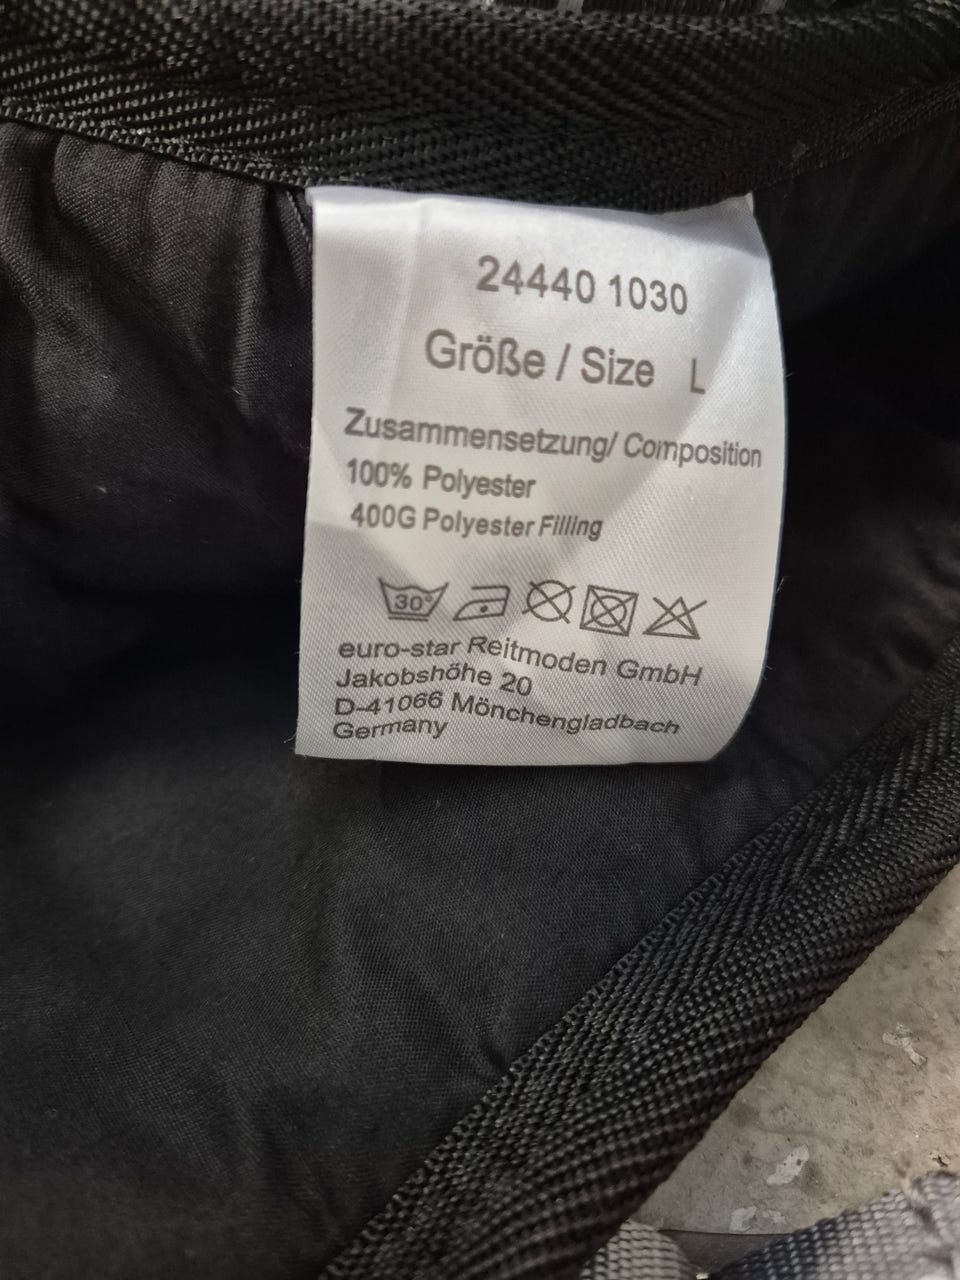 24440 1030
Größe / Size L
Zusammensetzung/ Composition
100% Polyester
400G Polyester Filling
30°
euro-star Reitmoden GmbH
Jakobshöhe 20
D-41066 Mönchengladbach
Germany